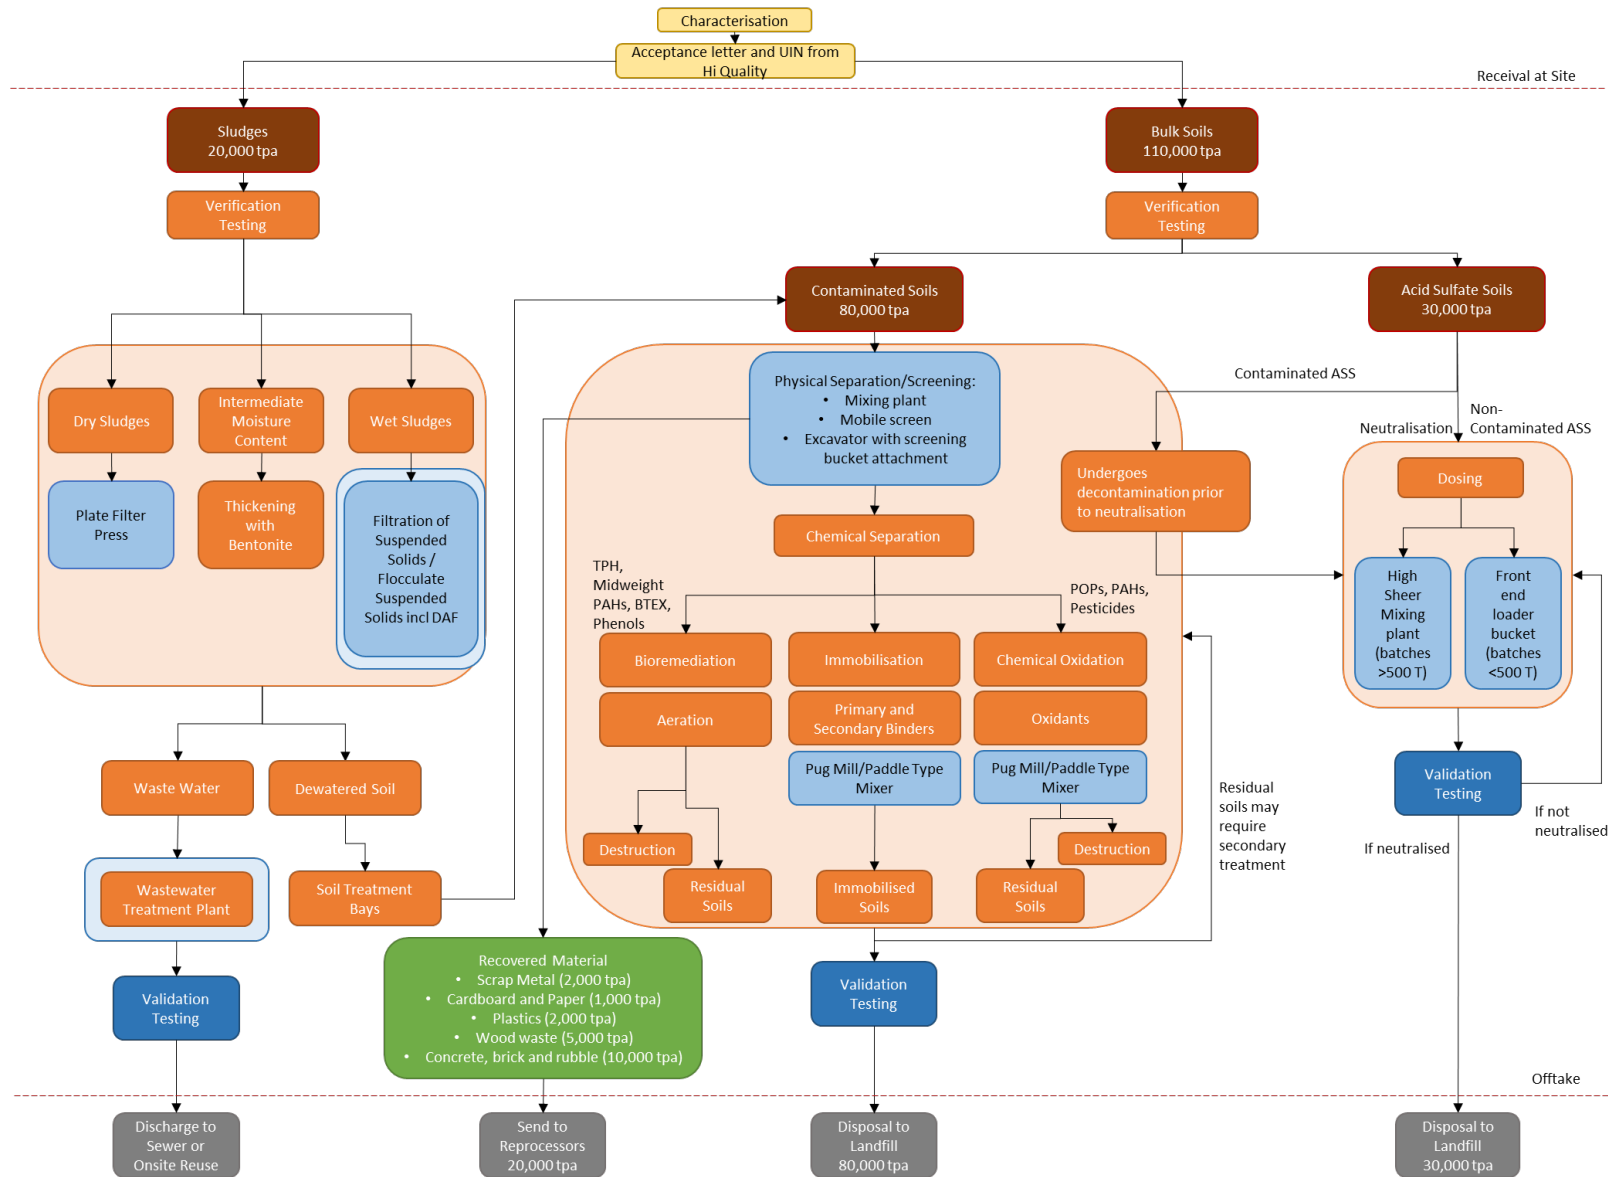 Characterisation
Acceptance letter and UIN from
Hi Quality
Receival at Site
Sludges
20,000 tpa
Bulk Soils
110,000 tpa
Verification
Testing
Verification
Testing
Contaminated Soils
80,000 tpa
Acid Sulfate Soils
30,000 tpa
Contaminated ASS
Non-
Contaminated ASS
Neutralisation
Dry Sludges
Intermediate
Moisture
Content
Wet Sludges
Plate Filter
Press
Thickening
with
Bentonite
Filtration of
Suspended
Solids /
Flocculate
Suspended
Solids incl DAF
Physical Separation/Screening:
• Mixing plant
• Mobile screen
• Excavator with screening
bucket attachment
Undergoes
decontamination prior
to neutralisation
Dosing
High
Sheer
Mixing
plant
(batches
>500 T)
Front
end
loader
bucket
(batches
<500 T)
Chemical Separation
TPH,
Midweight
PAHs, BTEX,
Phenols
POPs, PAHs,
Pesticides
Bioremediation
Immobilisation
Chemical Oxidation
Aeration
Primary and
Secondary Binders
Oxidants
Pug Mill/Paddle Type
Mixer
Pug Mill/Paddle Type
Mixer
Destruction
Destruction
Residual
Soils
Immobilised
Soils
Residual
Soils
Residual
soils may
require
secondary
treatment
Validation
Testing
If not
neutralised
If neutralised
Waste Water
Dewatered Soil
Wastewater
Treatment Plant
Soil Treatment
Bays
Validation
Testing
Recovered Material
• Scrap Metal (2,000 tpa)
• Cardboard and Paper (1,000 tpa)
• Plastics (2,000 tpa)
• Wood waste (5,000 tpa)
• Concrete, brick and rubble (10,000 tpa)
Validation
Testing
Offtake
Discharge to
Sewer or
Onsite Reuse
Send to
Reprocessors
20,000 tpa
Disposal to
Landfill
80,000 tpa
Disposal to
Landfill
30,000 tpa